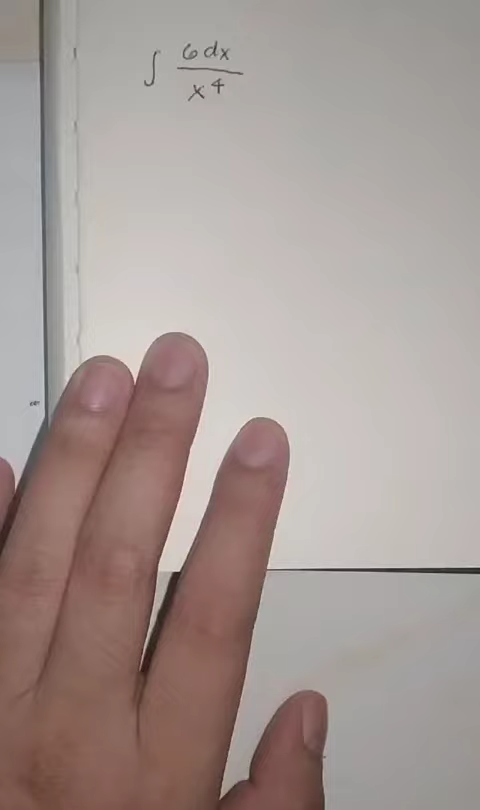 ∫ 6dx / x⁴